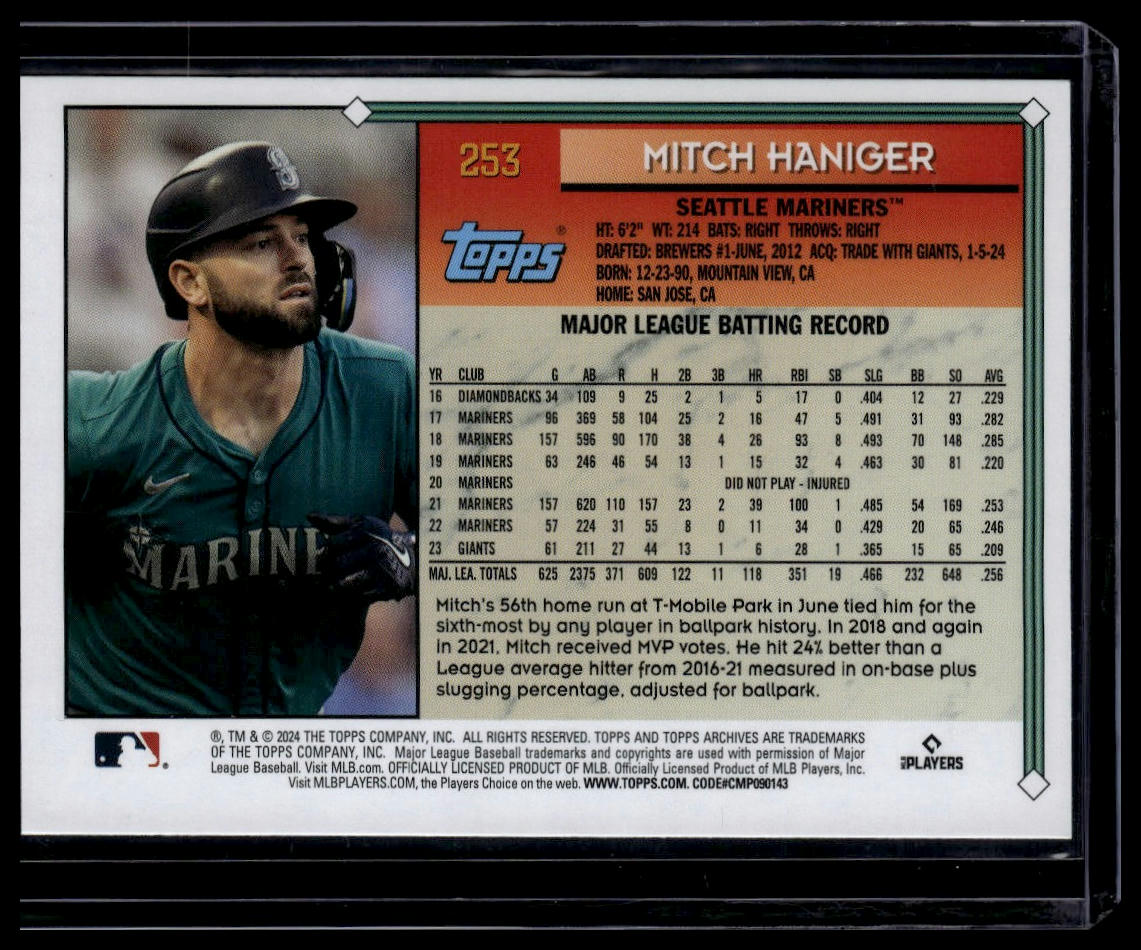 253
MITCH HANIGER
SEATTLE MARINERS™
TOPPS®
HT: 6'2" WT: 214 BATS: RIGHT THROWS: RIGHT
DRAFTED: BREWERS #1-JUNE, 2012 ACQ: TRADE WITH GIANTS, 1-5-24
BORN: 12-23-90, MOUNTAIN VIEW, CA
HOME: SAN JOSE, CA
MAJOR LEAGUE BATTING RECORD
YR CLUB G AB R H 2B 3B HR RBI SB SLG BB SO AVG
16 DIAMONDBACKS 34 109 9 25 2 1 5 17 0 .404 12 27 .229
17 MARINERS 96 369 58 104 25 2 16 47 5 .491 31 93 .282
18 MARINERS 157 596 90 170 38 4 26 93 8 .493 70 148 .285
19 MARINERS 63 246 46 54 13 1 15 32 4 .463 30 81 .220
20 MARINERS DID NOT PLAY - INJURED
21 MARINERS 157 620 110 157 23 2 39 100 1 .485 54 169 .253
22 MARINERS 57 224 31 55 8 0 11 34 0 .429 20 65 .246
23 GIANTS 61 211 27 44 13 1 6 28 1 .365 15 65 .209
MAJ. LEA. TOTALS 625 2375 371 609 122 11 118 351 19 .466 232 648 .256
Mitch's 56th home run at T-Mobile Park in June tied him for the
sixth-most by any player in ballpark history. In 2018 and again
in 2021, Mitch received MVP votes. He hit 24% better than a
League average hitter from 2016-21 measured in on-base plus
slugging percentage, adjusted for ballpark.
S
MARINE
®, TM & © 2024 THE TOPPS COMPANY, INC. ALL RIGHTS RESERVED. TOPPS AND TOPPS ARCHIVES ARE TRADEMARKS
OF THE TOPPS COMPANY, INC. Major League Baseball trademarks and copyrights are used with permission of Major
League Baseball. Visit MLB.com. OFFICIALLY LICENSED PRODUCT OF MLB. Officially Licensed Product of MLB Players, Inc.
Visit MLBPLAYERS.COM, the Players Choice on the web. WWW.TOPPS.COM. CODE#CMP090143
®
MLB PLAYERS